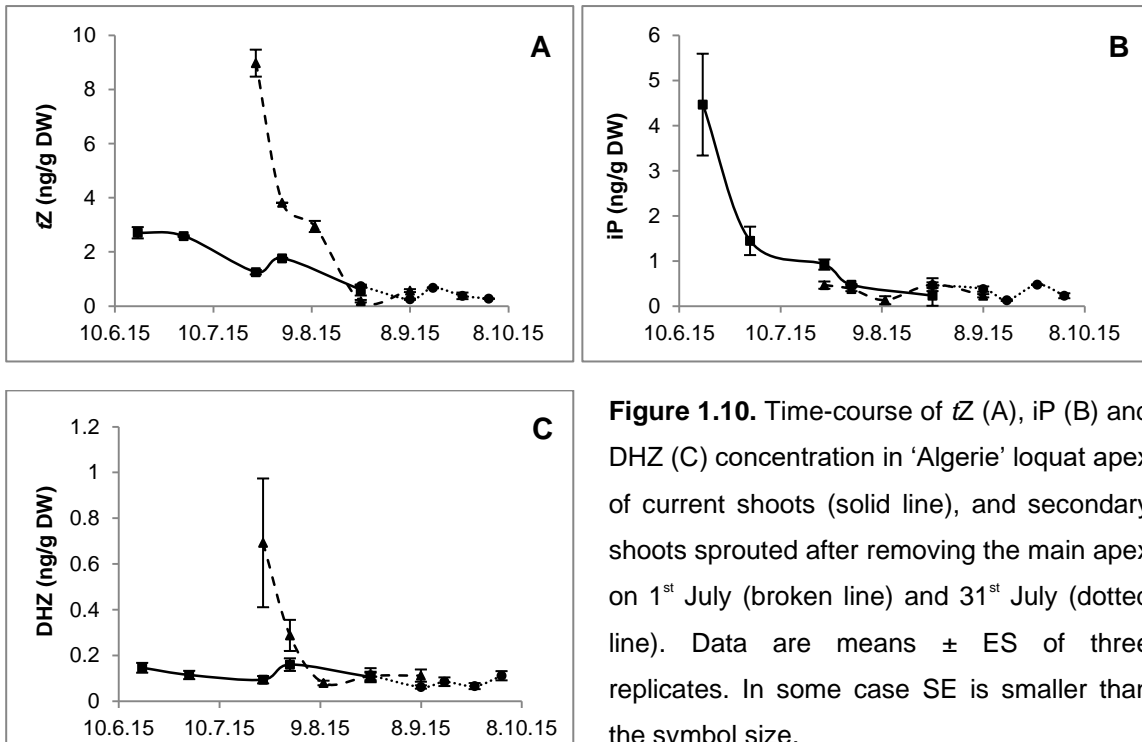 A
tZ (ng/g DW)
10
8
6
4
2
0
10.6.15 10.7.15 9.8.15 8.9.15 8.10.15
B
iP (ng/g DW)
6
5
4
3
2
1
0
10.6.15 10.7.15 9.8.15 8.9.15 8.10.15
C
DHZ (ng/g DW)
1.2
1
0.8
0.6
0.4
0.2
0
10.6.15 10.7.15 9.8.15 8.9.15 8.10.15
Figure 1.10. Time-course of tZ (A), iP (B) and
DHZ (C) concentration in ‘Algerie’ loquat apex
of current shoots (solid line), and secondary
shoots sprouted after removing the main apex
on 1st July (broken line) and 31st July (dotted
line). Data are means ± ES of three
replicates. In some case SE is smaller than
the symbol size.